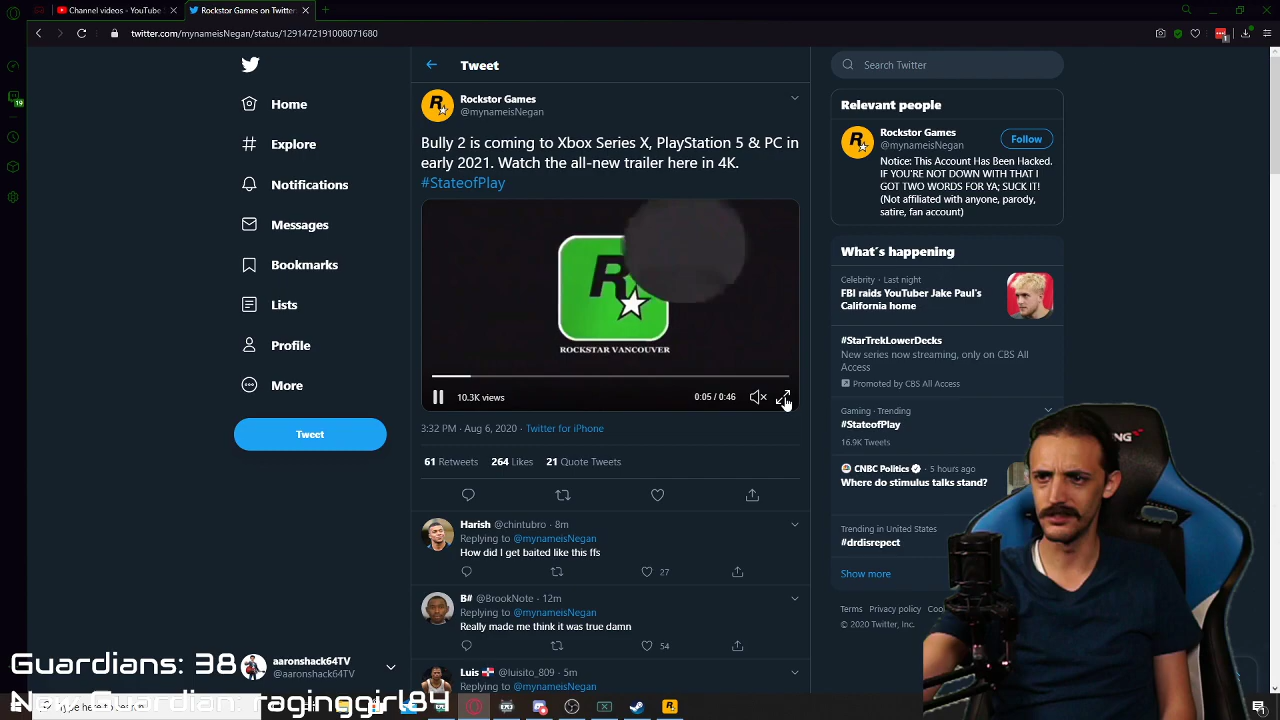 Channel videos - YouTube
Rockstor Games on Twitter:
twitter.com/mynameisNegan/status/1291472191008071680
1
19
Home
Explore
Notifications
Messages
Bookmarks
Lists
Profile
More
Tweet
Tweet
Rockstor Games
@mynameisNegan
Bully 2 is coming to Xbox Series X, PlayStation 5 & PC in
early 2021. Watch the all-new trailer here in 4K.
#StateofPlay
R
ROCKSTAR VANCOUVER
10.3K views
0:05 / 0:46
3:32 PM · Aug 6, 2020 · Twitter for iPhone
61 Retweets 264 Likes 21 Quote Tweets
Harish @chintubro · 8m
Replying to @mynameisNegan
How did I get baited like this ffs
27
B# @BrookNote · 12m
Replying to @mynameisNegan
Really made me think it was true damn
54
Luis @luisito_809 · 5m
Replying to @mynameisNegan
Search Twitter
Relevant people
Rockstor Games
@mynameisNegan
Follow
Notice: This Account Has Been Hacked.
IF YOU'RE NOT DOWN WITH THAT I
GOT TWO WORDS FOR YA; SUCK IT!
(Not affiliated with anyone, parody,
satire, fan account)
What's happening
Celebrity · Last night
FBI raids YouTuber Jake Paul's
California home
#StarTrekLowerDecks
New series now streaming, only on CBS All
Access
Promoted by CBS All Access
Gaming · Trending
#StateofPlay
16.9K Tweets
CNBC Politics · 5 hours ago
Where do stimulus talks stand?
Trending in United States
#drdisrepect
Show more
Terms Privacy policy
© 2020 Twitter, Inc.
Guardians: 38
aaronshack64TV
@aaronshack64TV
New Guardian: raginggirl84